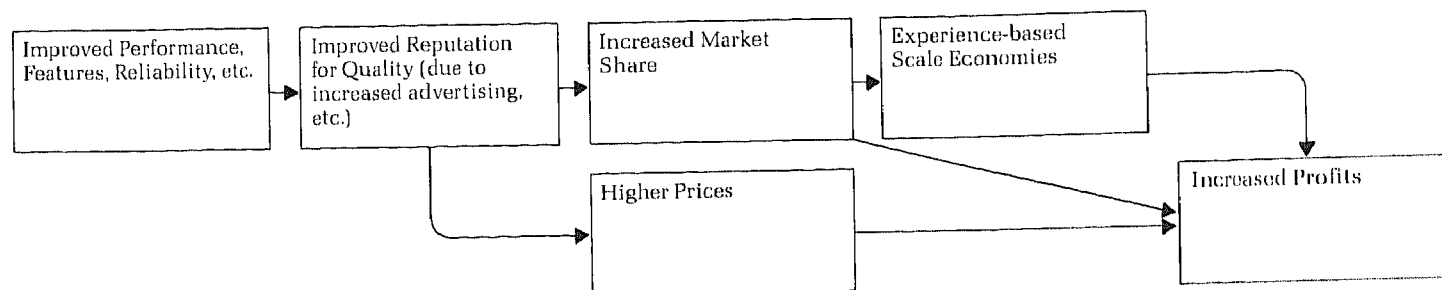 Improved Performance,
Features, Reliability, etc.
Improved Reputation
for Quality (due to
increased advertising,
etc.)
Increased Market
Share
Experience-based
Scale Economies
Higher Prices
Increased Profits